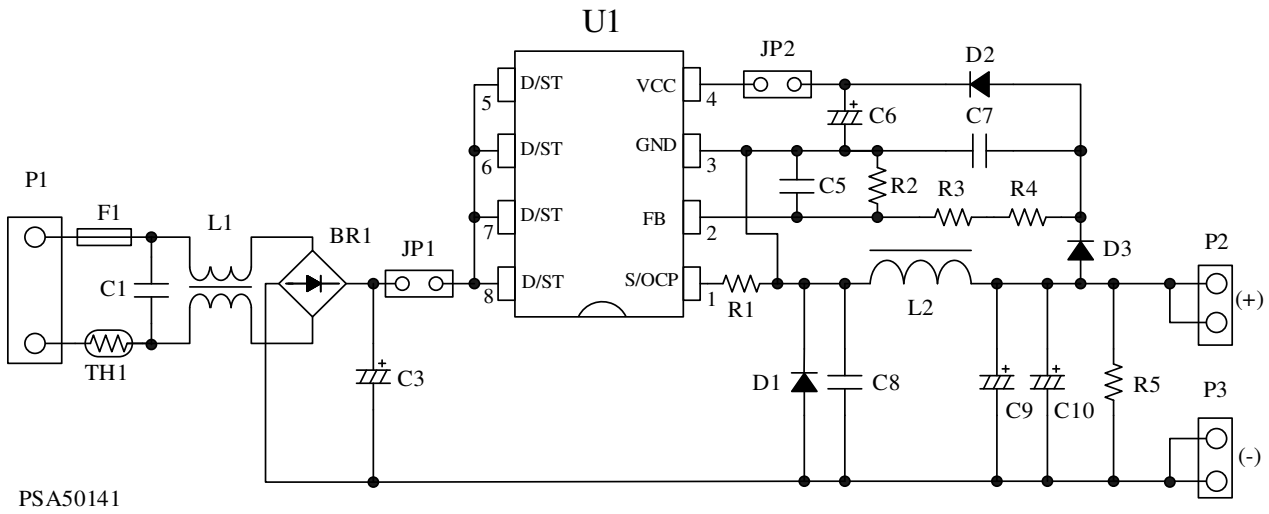 U1
JP2
D2
D/ST
VCC
5
4
C6
C7
D/ST
GND
6
3
P1
C5
R2
R3
R4
F1
L1
D/ST
FB
7
2
BR1
JP1
D3
P2
C1
D/ST
S/OCP
8
1
R1
L2
(+)
TH1
C3
D1
C8
C9
C10
R5
P3
(-)
PSA50141